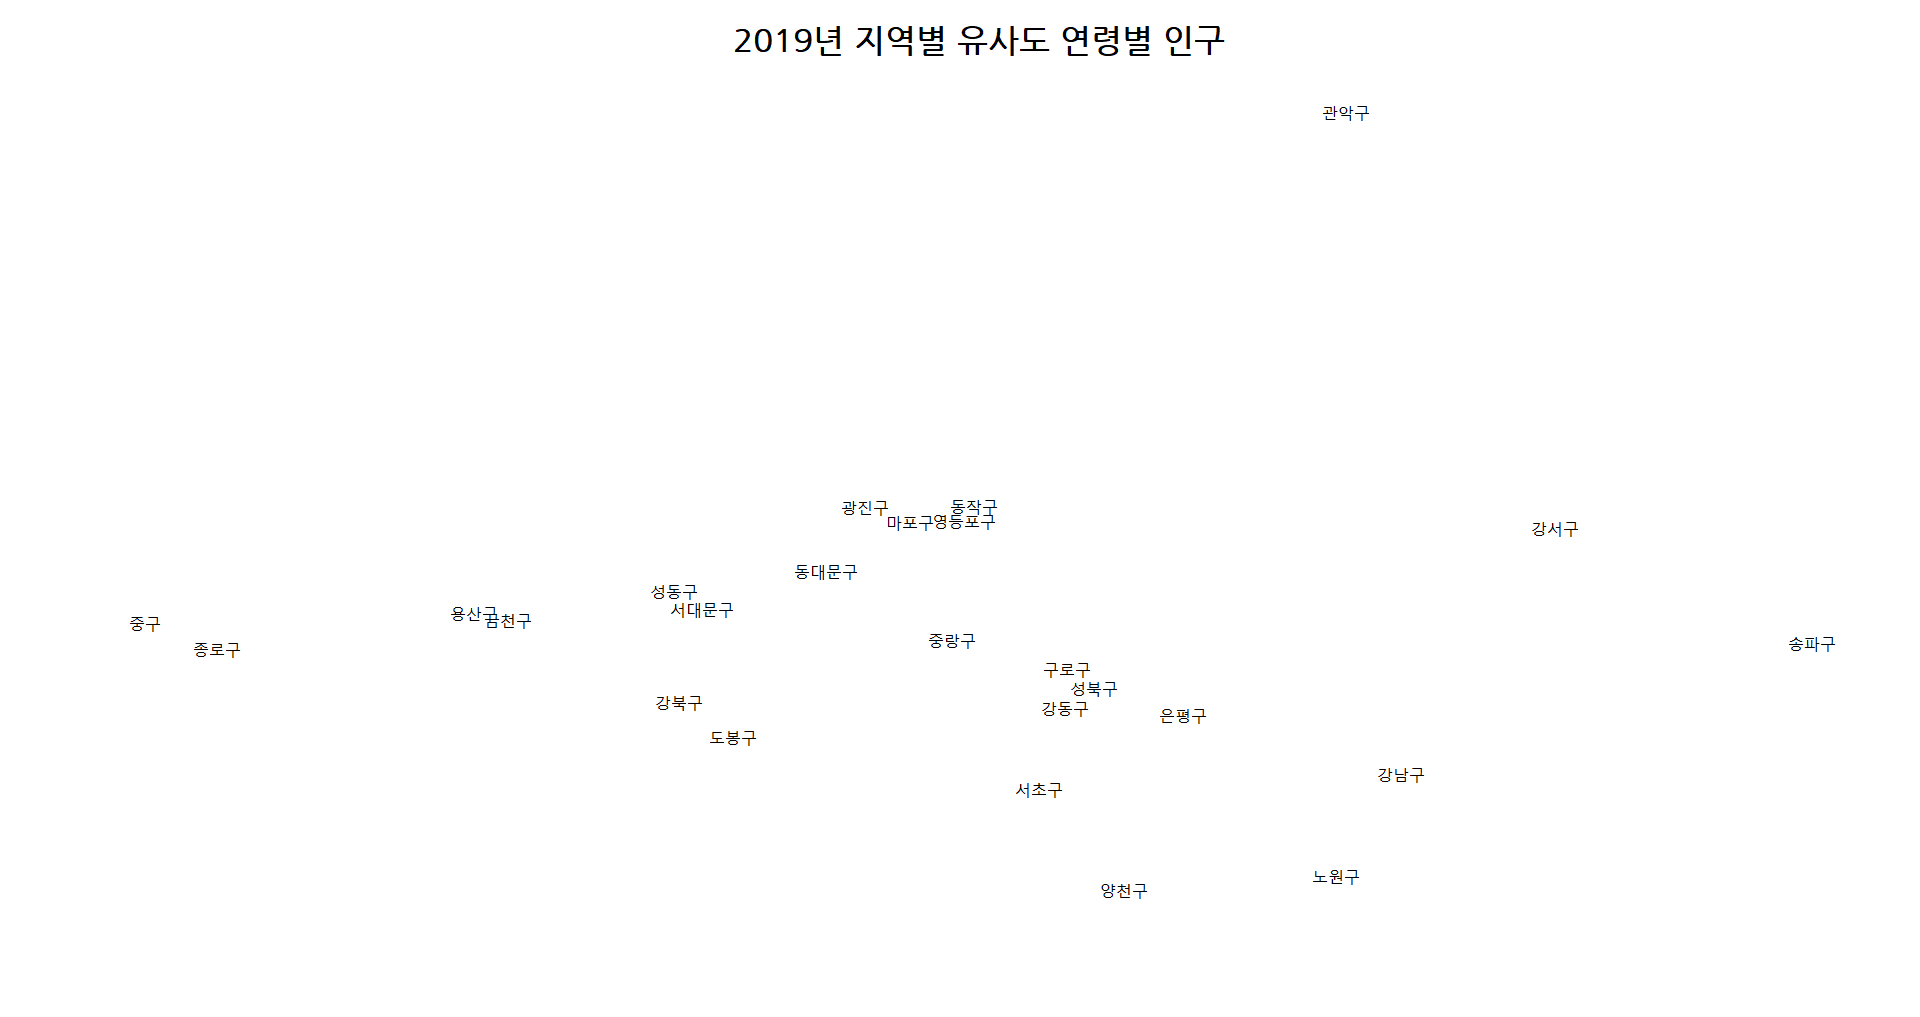 2019년 지역별 유사도 연령별 인구
관악구
광진구
동작구
마포구
영등포구
강서구
동대문구
성동구
서대문구
용산구
금천구
중구
종로구
중랑구
송파구
구로구
성북구
강북구
강동구
은평구
도봉구
강남구
서초구
노원구
양천구